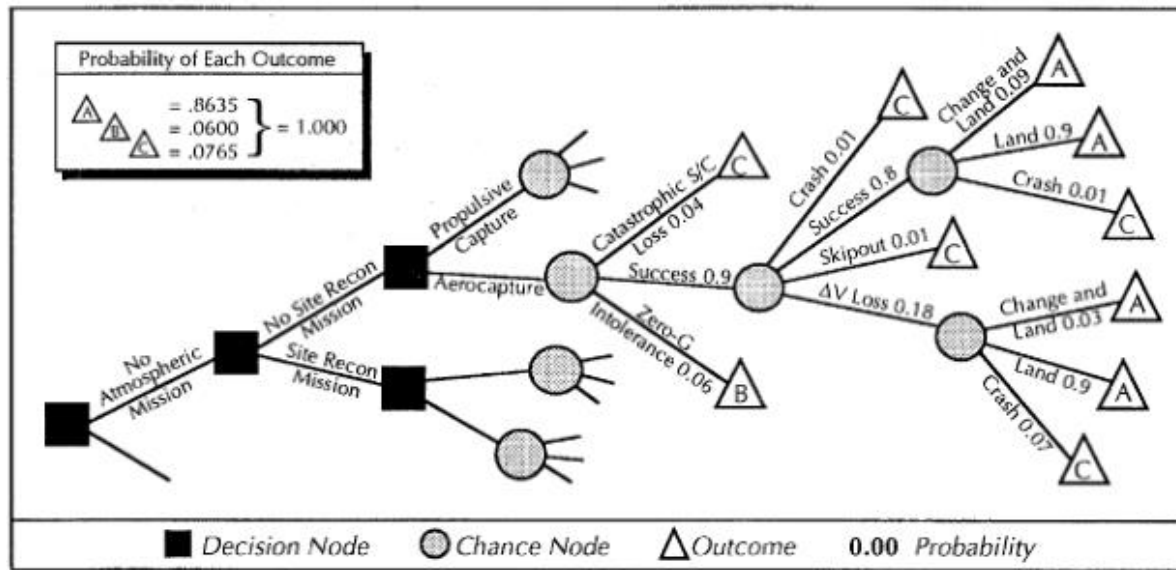 Probability of Each Outcome
A = .8635
B = .0600 } = 1.000
C = .0765
Propulsive
Capture
No Site Recon
Mission
Aerocapture
No
Atmospheric
Mission
Site Recon
Mission
Catastrophic S/C
Loss 0.04
C
Success 0.9
Zero-G
Intolerance 0.06
B
Crash 0.01
C
Success 0.8
Change and
Land 0.09
A
Land 0.9
A
Crash 0.01
C
Skipout 0.01
C
ΔV Loss 0.18
Change and
Land 0.03
A
Land 0.9
A
Crash 0.07
C
Decision Node
Chance Node
Outcome
0.00 Probability